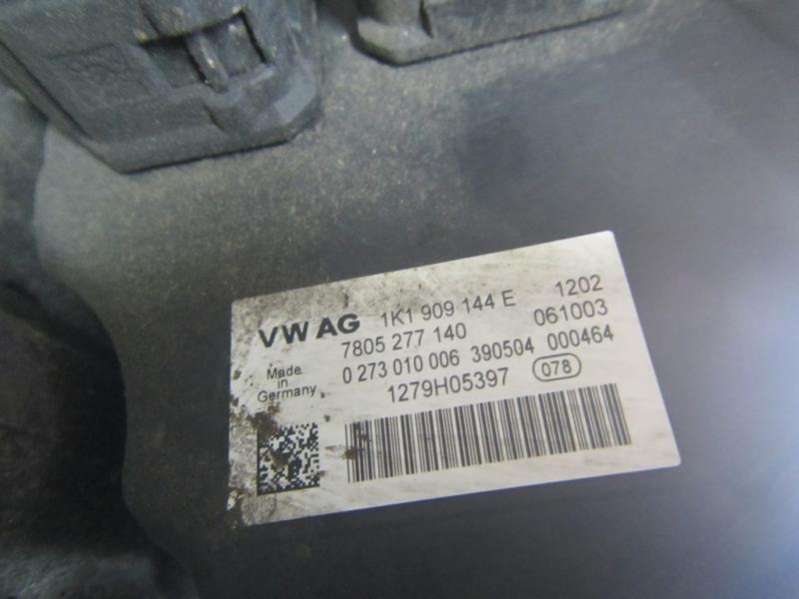 VW AG 1K1 909 144 E 1202
7805 277 140 061003
Made in Germany
0 273 010 006 390504 000464
1279H05397 078